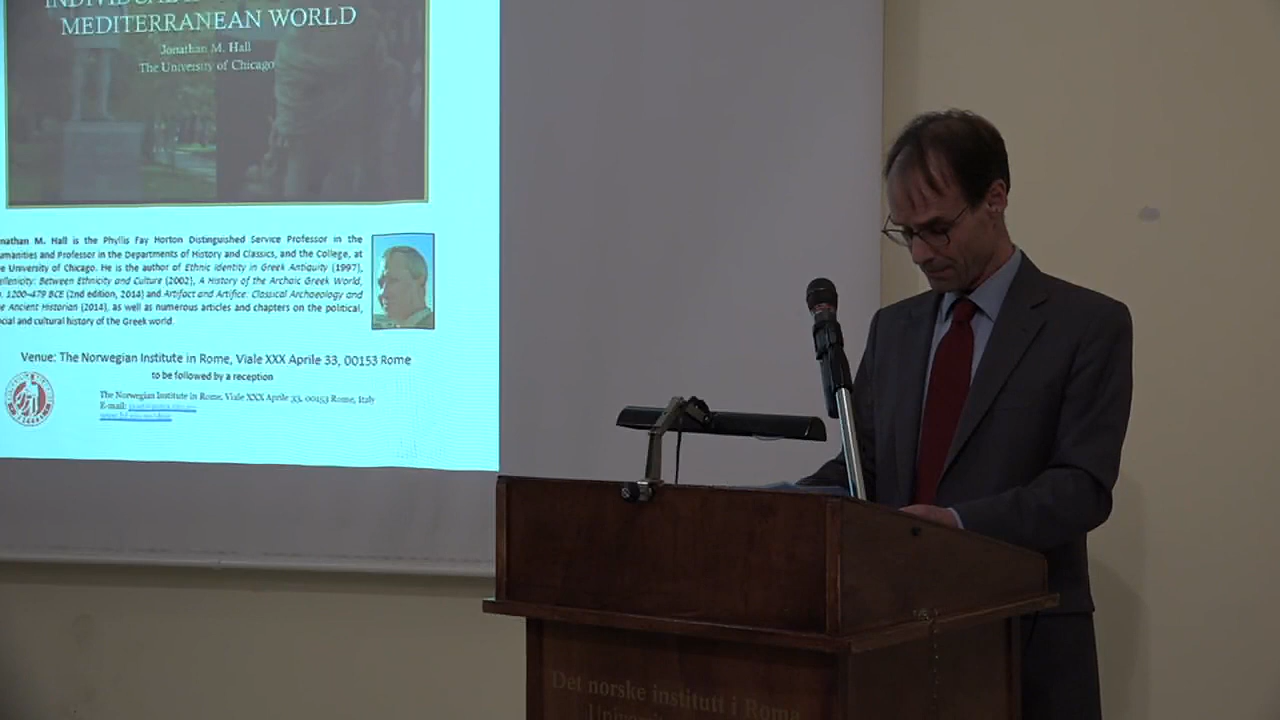 MEDITERRANEAN WORLD
Jonathan M. Hall
The University of Chicago
nathan M. Hall is the Phyllis Fay Horton Distinguished Service Professor in the
umanities and Professor in the Departments of History and Classics, and the College, at
e University of Chicago. He is the author of Ethnic Identity in Greek Antiquity (1997),
ellenicity: Between Ethnicity and Culture (2002), A History of the Archaic Greek World,
. 1200–479 BCE (2nd edition, 2014) and Artifact and Artifice: Classical Archaeology and
e Ancient Historian (2014), as well as numerous articles and chapters on the political,
cial and cultural history of the Greek world.
Venue: The Norwegian Institute in Rome, Viale XXX Aprile 33, 00153 Rome
to be followed by a reception
The Norwegian Institute in Rome, Viale XXX Aprile 33, 00153 Rome, Italy
E-mail:
Det norske institutt i Roma